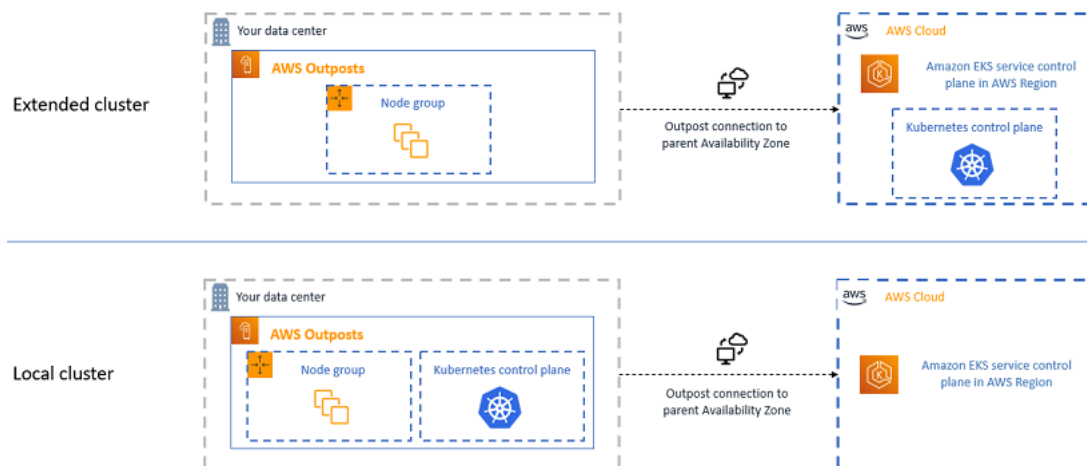 Your data center
aws
AWS Cloud
AWS Outposts
Amazon EKS service control
plane in AWS Region
Extended cluster
Node group
Outpost connection to
parent Availability Zone
Kubernetes control plane
Your data center
aws
AWS Cloud
AWS Outposts
Local cluster
Node group
Kubernetes control plane
Outpost connection to
parent Availability Zone
Amazon EKS service control
plane in AWS Region